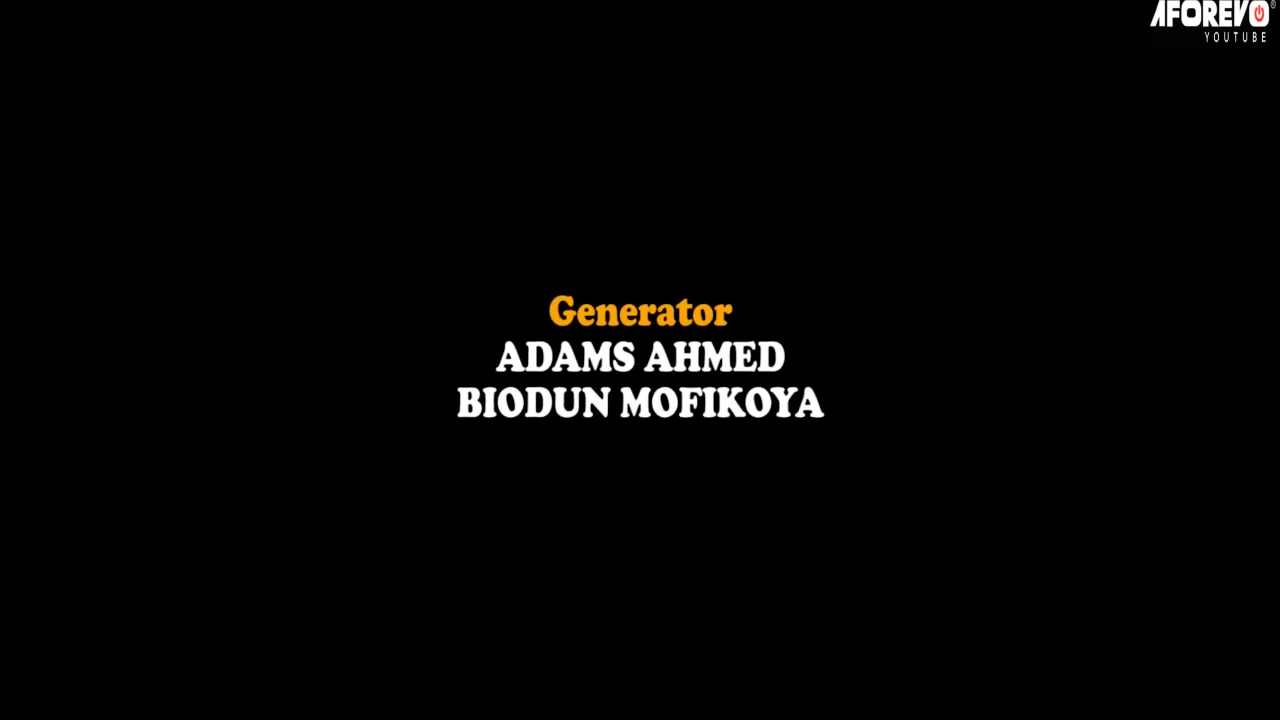 AFOREVO
YOUTUBE
Generator
ADAMS AHMED
BIODUN MOFIKOYA